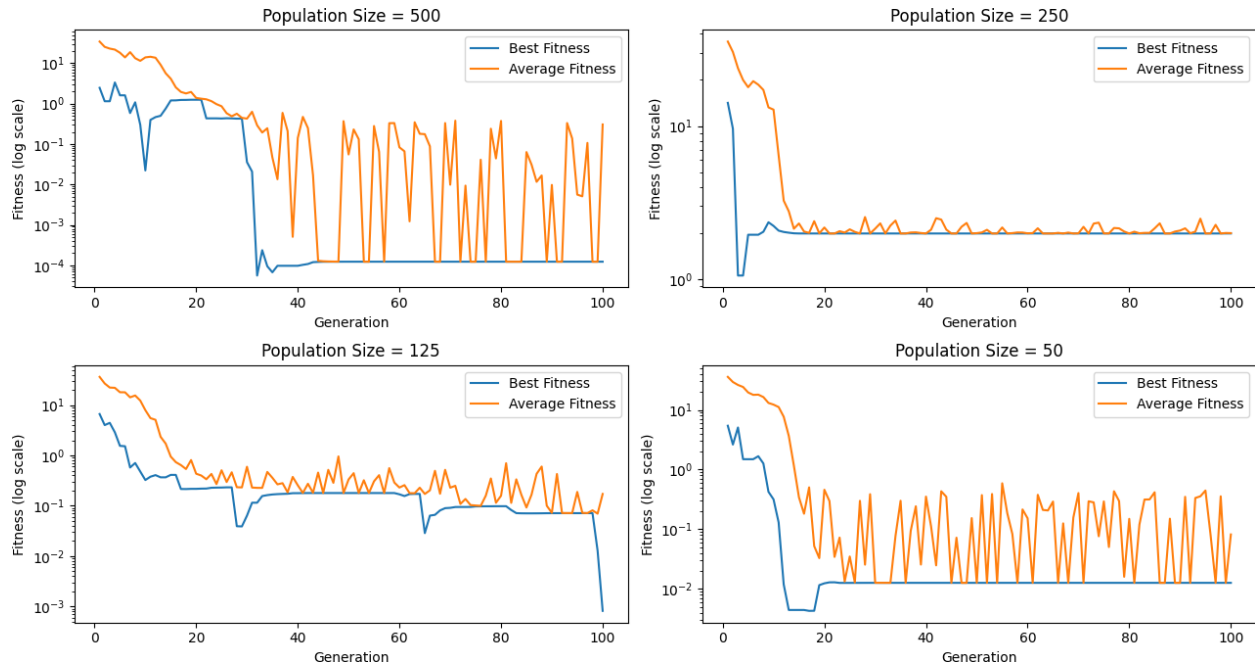 Population Size = 500
Fitness (log scale)
10^1
10^0
10^-1
10^-2
10^-3
10^-4
Best Fitness
Average Fitness
0 20 40 60 80 100
Generation
Population Size = 250
Fitness (log scale)
10^1
10^0
Best Fitness
Average Fitness
0 20 40 60 80 100
Generation
Population Size = 125
Fitness (log scale)
10^1
10^0
10^-1
10^-2
10^-3
Best Fitness
Average Fitness
0 20 40 60 80 100
Generation
Population Size = 50
Fitness (log scale)
10^1
10^0
10^-1
10^-2
Best Fitness
Average Fitness
0 20 40 60 80 100
Generation